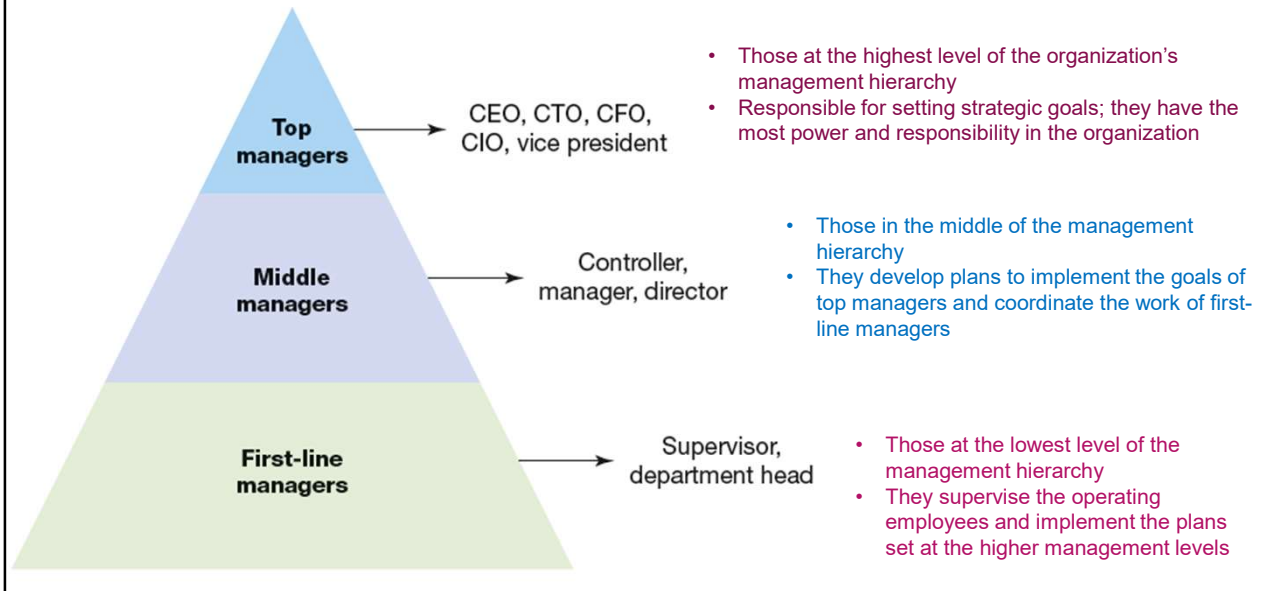 Top
managers
CEO, CTO, CFO,
CIO, vice president
• Those at the highest level of the organization’s
management hierarchy
• Responsible for setting strategic goals; they have the
most power and responsibility in the organization
Middle
managers
Controller,
manager, director
• Those in the middle of the management
hierarchy
• They develop plans to implement the goals of
top managers and coordinate the work of first-
line managers
First-line
managers
Supervisor,
department head
• Those at the lowest level of the
management hierarchy
• They supervise the operating
employees and implement the plans
set at the higher management levels